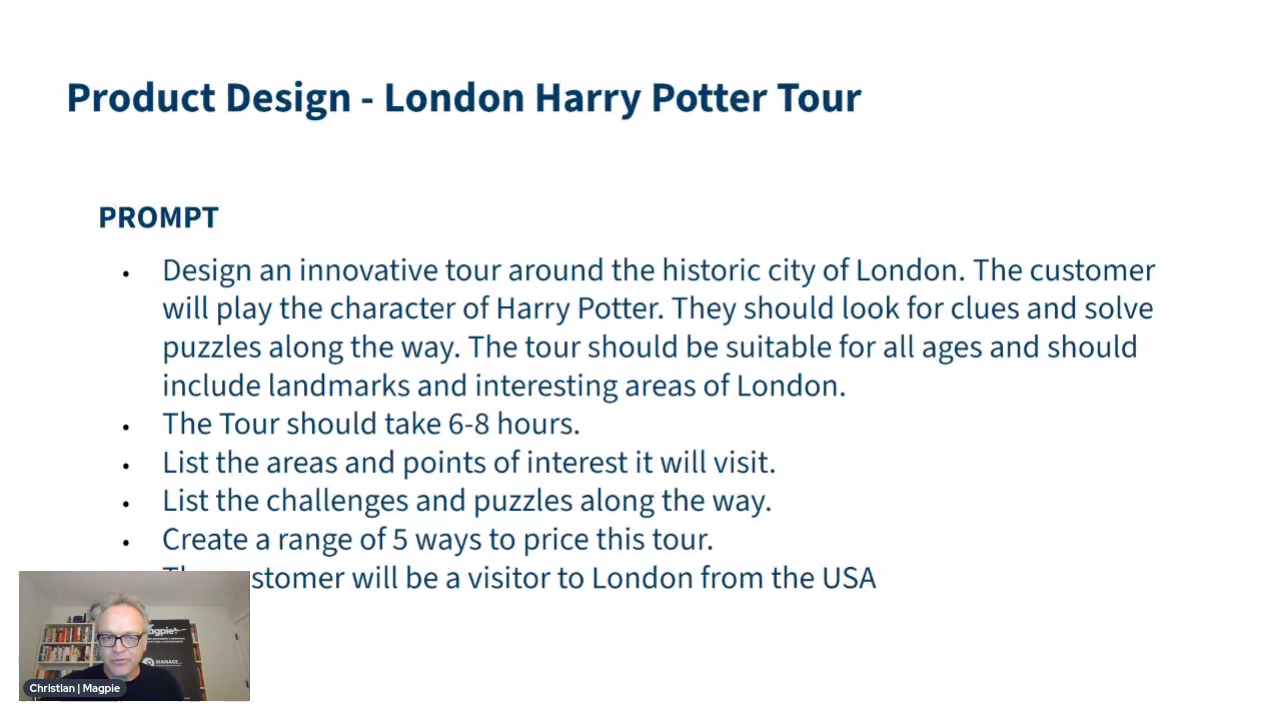 Product Design - London Harry Potter Tour
PROMPT
• Design an innovative tour around the historic city of London. The customer
will play the character of Harry Potter. They should look for clues and solve
puzzles along the way. The tour should be suitable for all ages and should
include landmarks and interesting areas of London.
• The Tour should take 6-8 hours.
• List the areas and points of interest it will visit.
• List the challenges and puzzles along the way.
• Create a range of 5 ways to price this tour.
stomer will be a visitor to London from the USA
agpie
MANAGE
Christian | Magpie